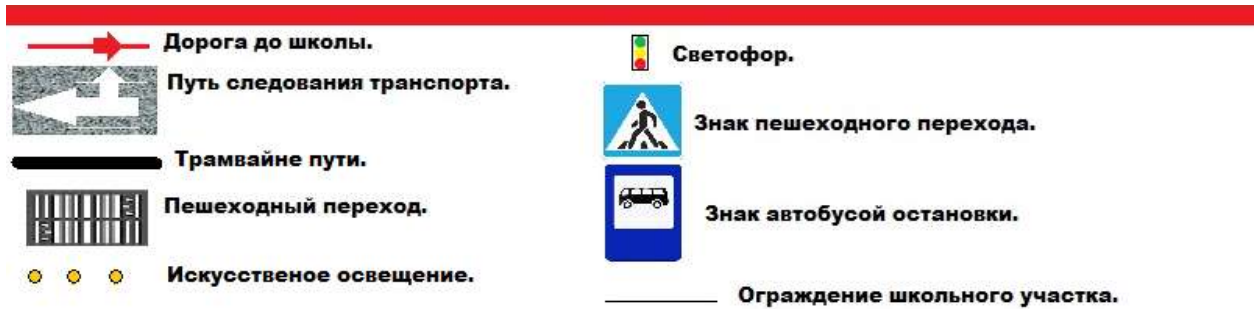 Дорога до школы.
Путь следования транспорта.
Трамвайне пути.
Пешеходный переход.
Искусственое освещение.
Светофор.
Знак пешеходного перехода.
Знак автобусой остановки.
Ограждение школьного участка.